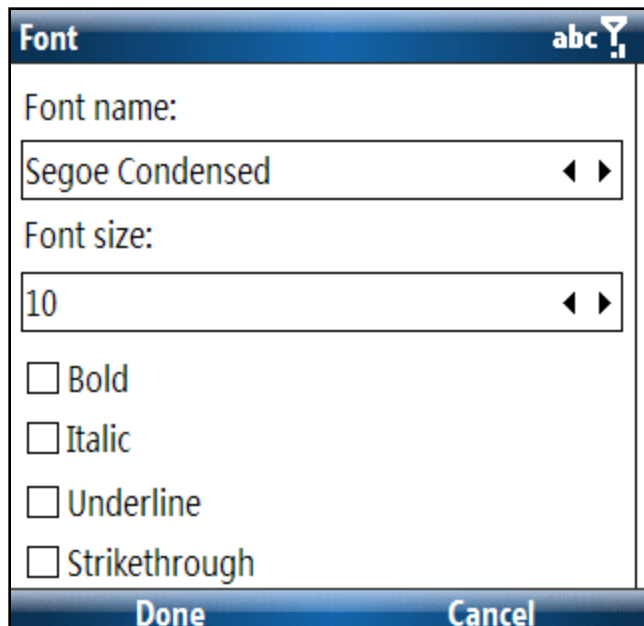 Font abc
Font name:
Segoe Condensed
Font size:
10
Bold
Italic
Underline
Strikethrough
Done Cancel